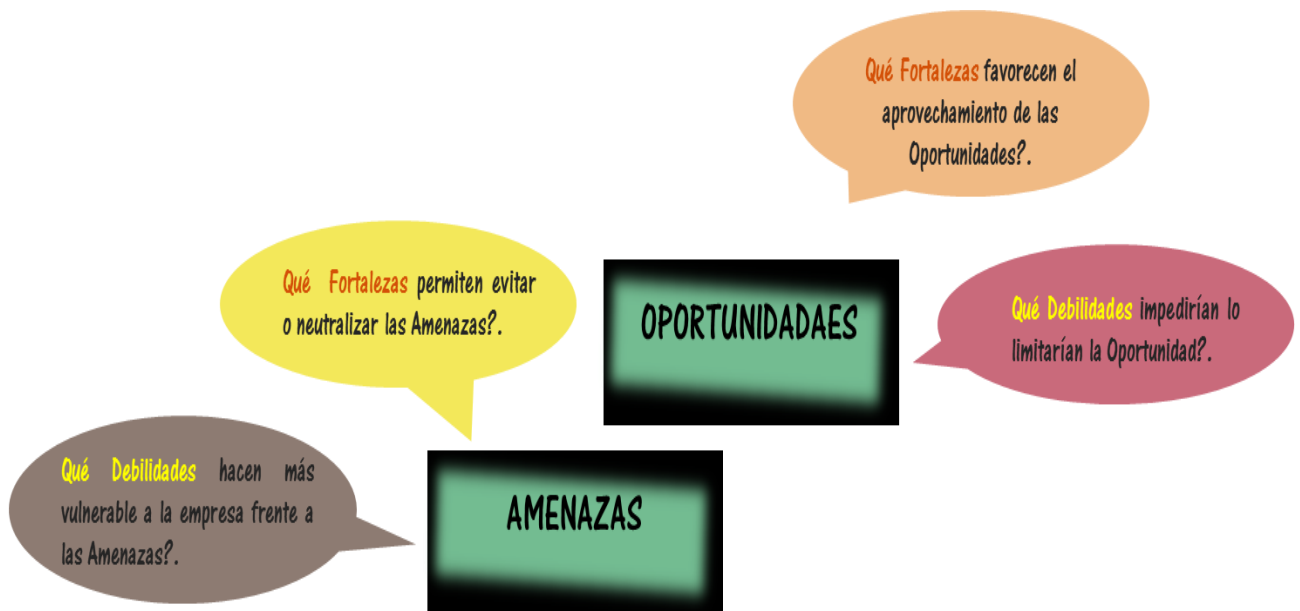 Qué Fortalezas favorecen el
aprovechamiento de las
Oportunidades?.
Qué Fortalezas permiten evitar
o neutralizar las Amenazas?.
OPORTUNIDADAES
Qué Debilidades impedirían lo
limitarían la Oportunidad?.
Qué Debilidades hacen más
vulnerable a la empresa frente a
las Amenazas?.
AMENAZAS